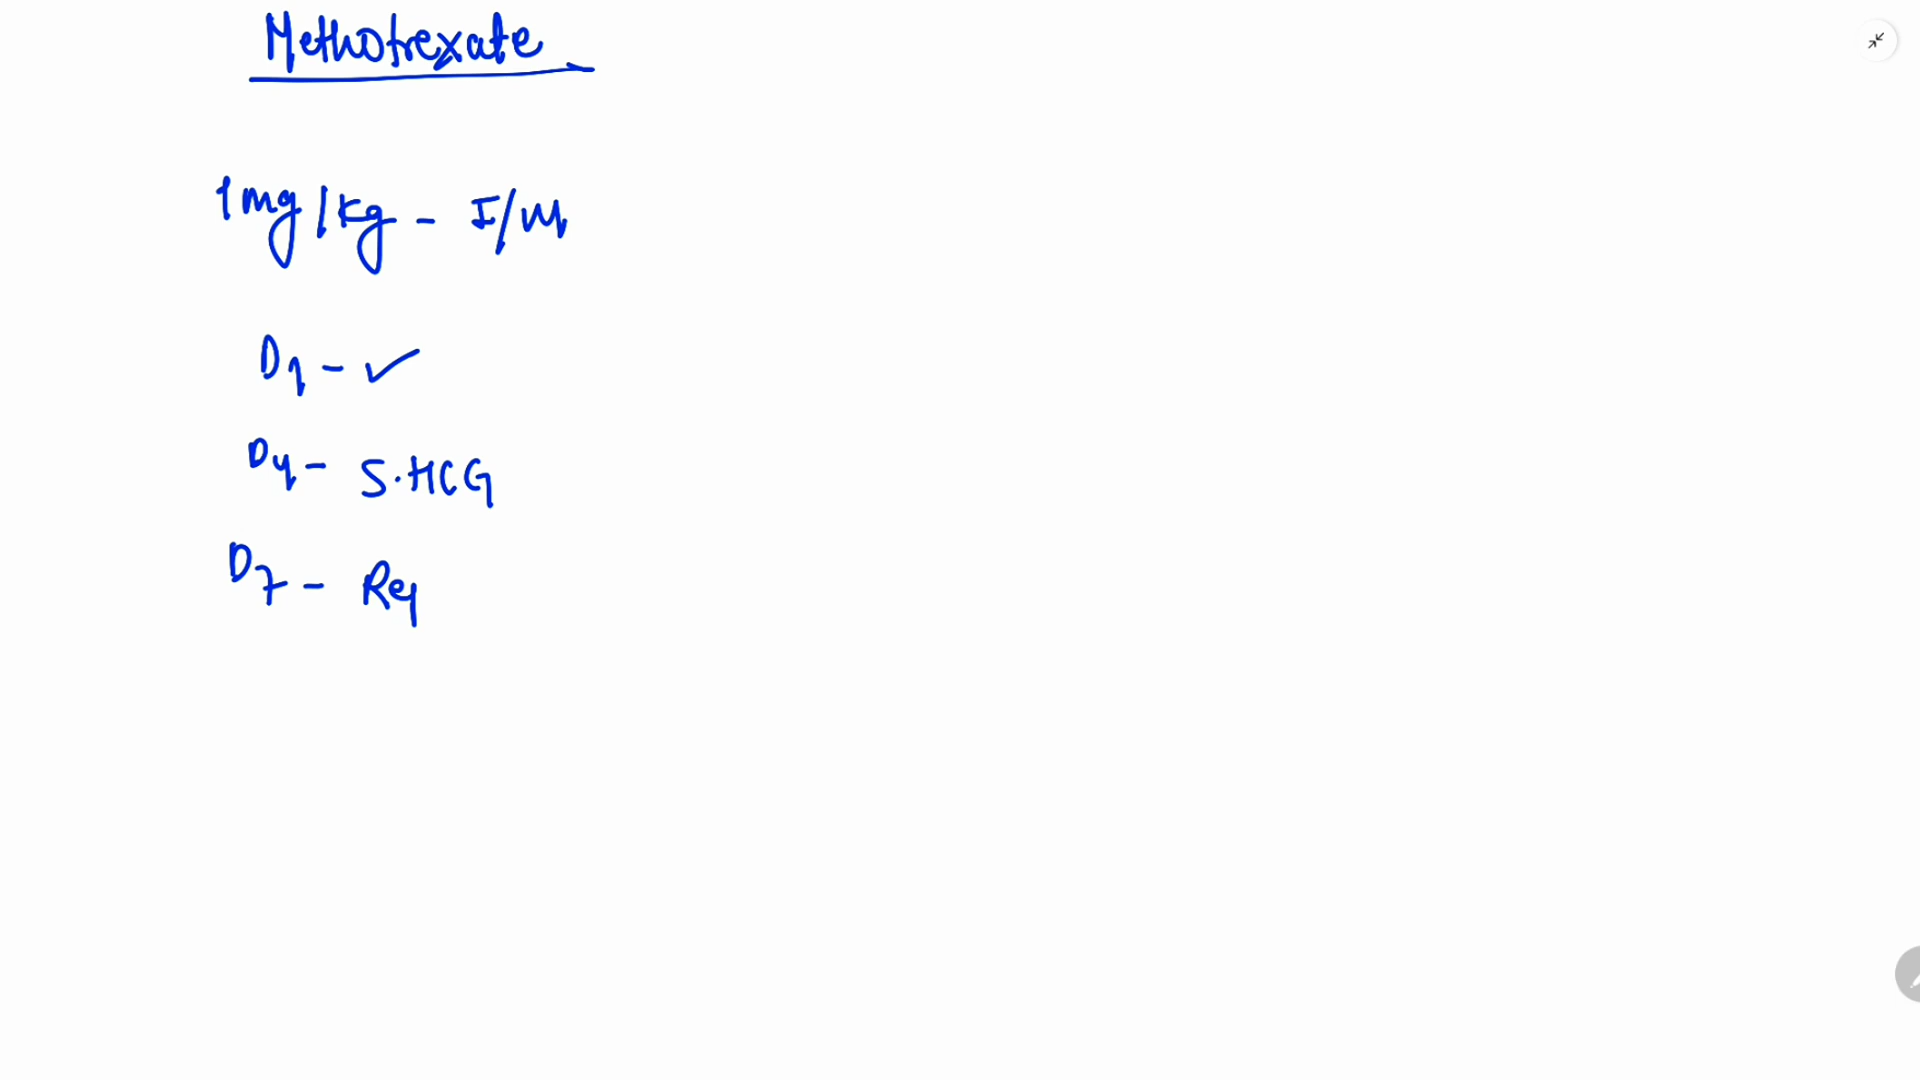 Methotrexate
1mg/kg - I/M
D1 - ✓
D4 - S.HCG
D7 - Rep